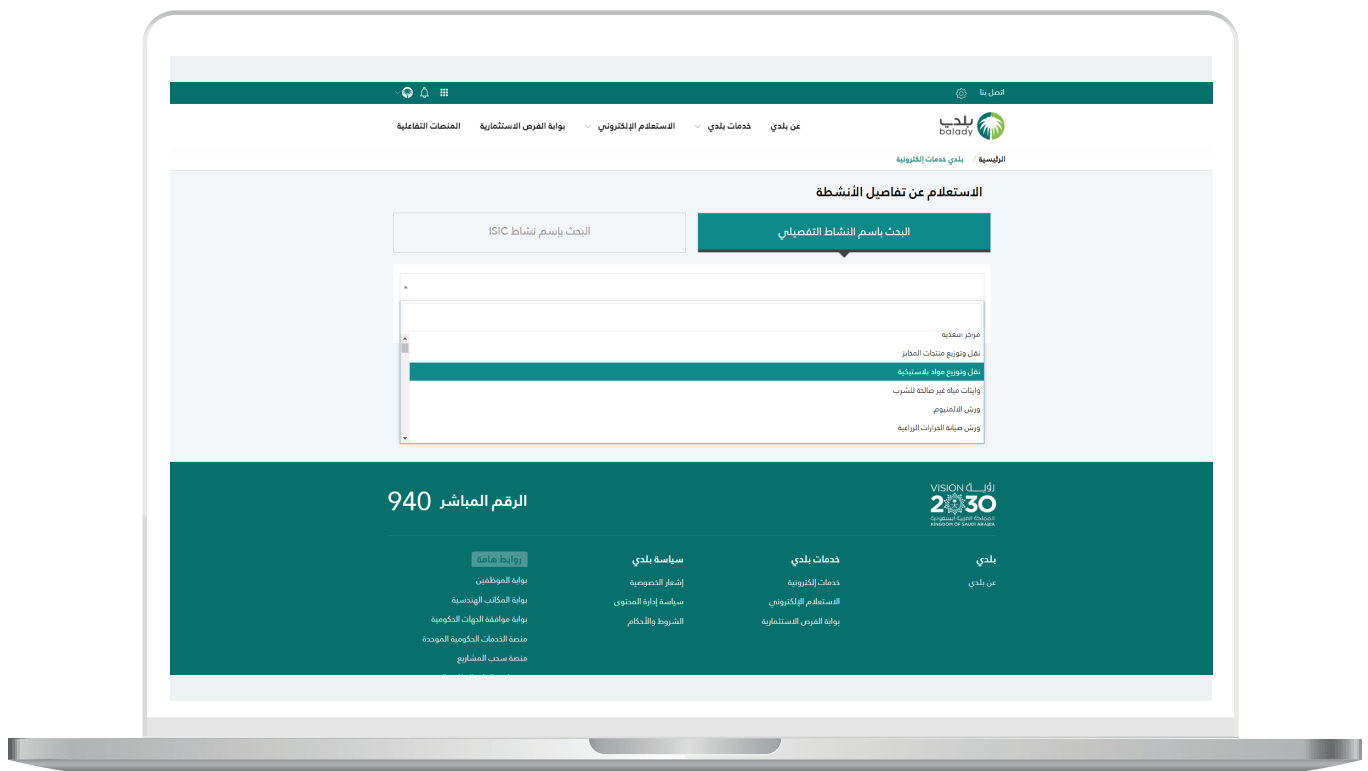 اتصل بنا
بلدي
balady
عن بلدي
خدمات بلدي
الاستعلام الإلكتروني
بوابة الفرص الاستثمارية
المنصات التفاعلية
الرئيسية / بلدي خدمات إلكترونية
الاستعلام عن تفاصيل الأنشطة
البحث باسم النشاط التفصيلي
البحث بإسم نشاط ISIC
نقل وتوزيع منتجات المخابز
نقل وتوزيع مواد بلاستيكية
وايتات مياه غير صالحة للشرب
ورش الالمنيوم
ورش صيانة الجرارات الزراعية
VISION رؤيــــة
2030
المملكة العربية السعودية
KINGDOM OF SAUDI ARABIA
الرقم المباشر 940
بلدي
عن بلدي
خدمات بلدي
خدمات إلكترونية
الاستعلام الإلكتروني
بوابة الفرص الاستثمارية
سياسة بلدي
إشعار الخصوصية
سياسة إدارة المحتوى
الشروط والأحكام
روابط هامة
بوابة الموظفين
بوابة المكاتب الهندسية
بوابة موافقة الجهات الحكومية
منصة الخدمات الحكومية الموحدة
منصة سحب المشاريع